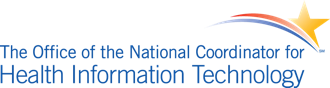 The Office of the National Coordinator for
Health Information Technology